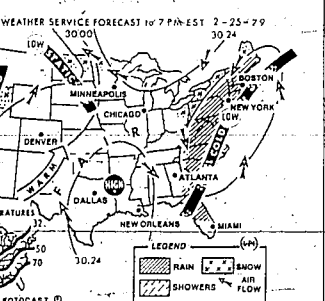 WEATHER SERVICE FORECAST to 7 PM EST 2-25-79
30.00
30.24
LOW
STATIC
BOSTON
MINNEAPOLIS
NEW YORK
CHICAGO
LOW
R
COLD
DENVER
WARM
HIGH
F
ATLANTA
DALLAS
ATURES
32
NEW ORLEANS
MIAMI
50
LEGEND
70
30.24
RAIN
SNOW
SHOWERS
AIR FLOW
FOTOCAST